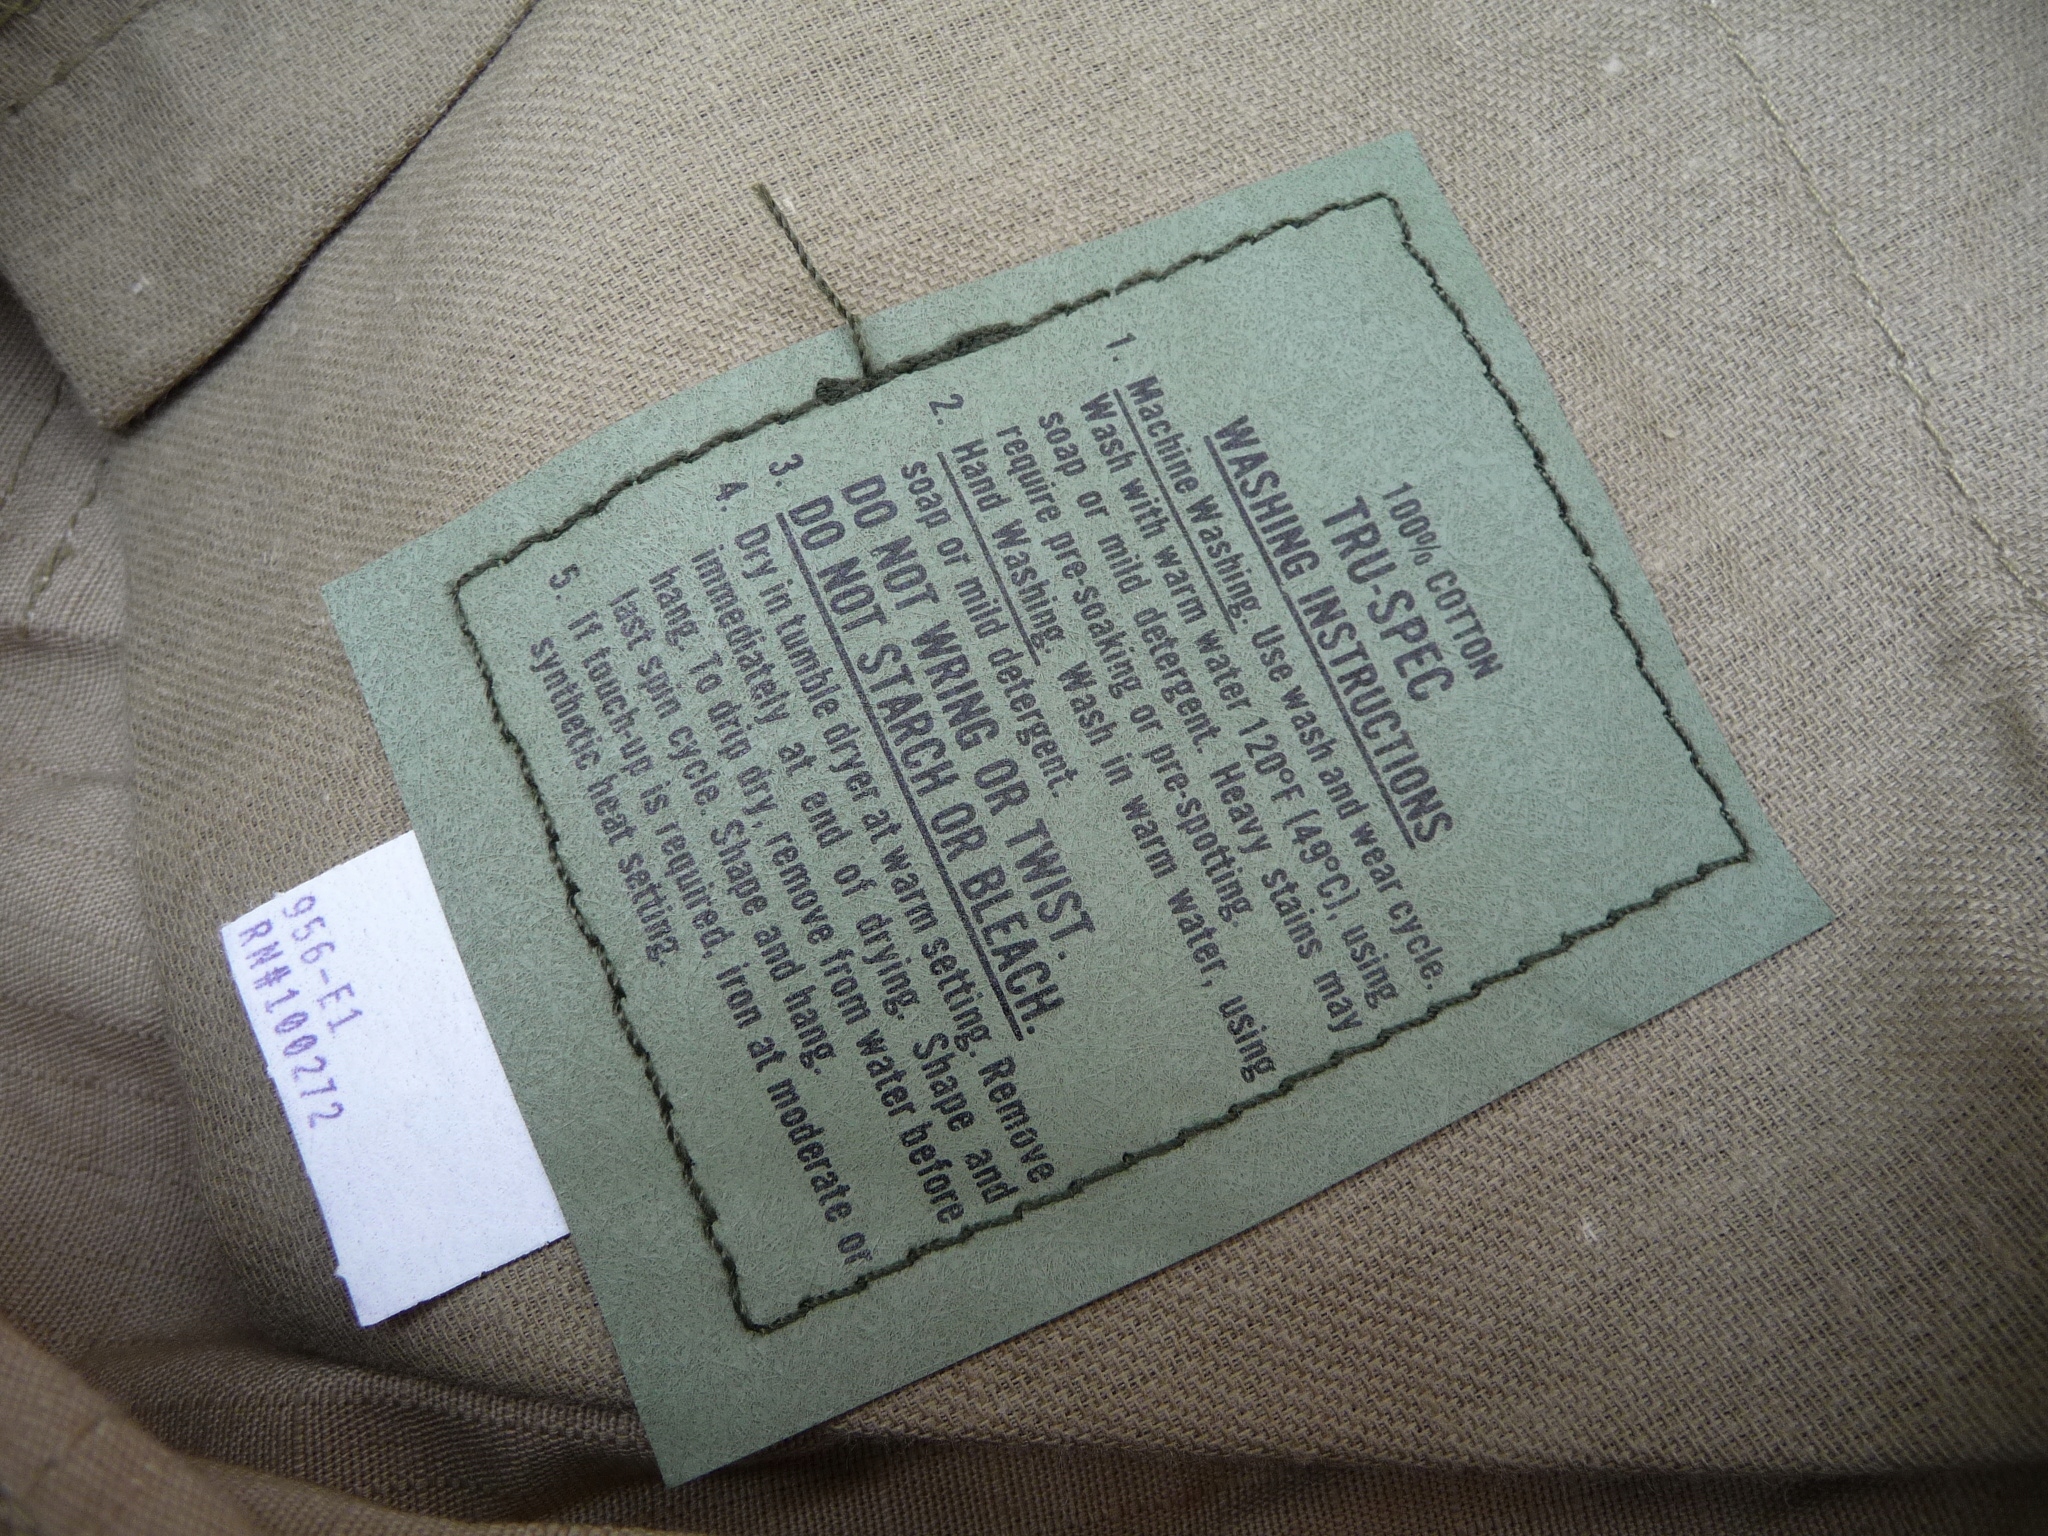 100% COTTON
TRU-SPEC
WASHING INSTRUCTIONS
1. Machine Washing. Use wash and wear cycle.
Wash with warm water 120°F (49°C), using
soap or mild detergent. Heavy stains may
require pre-soaking or pre-spotting.
2. Hand Washing. Wash in warm water, using
soap or mild detergent.
DO NOT WRING OR TWIST.
3. DO NOT STARCH OR BLEACH.
4. Dry in tumble dryer at warm setting. Remove
immediately at end of drying. Shape and
hang. To drip dry, remove from water before
last spin cycle. Shape and hang.
5. If touch-up is required, iron at moderate or
synthetic heat setting.
956-E1
RN#100272